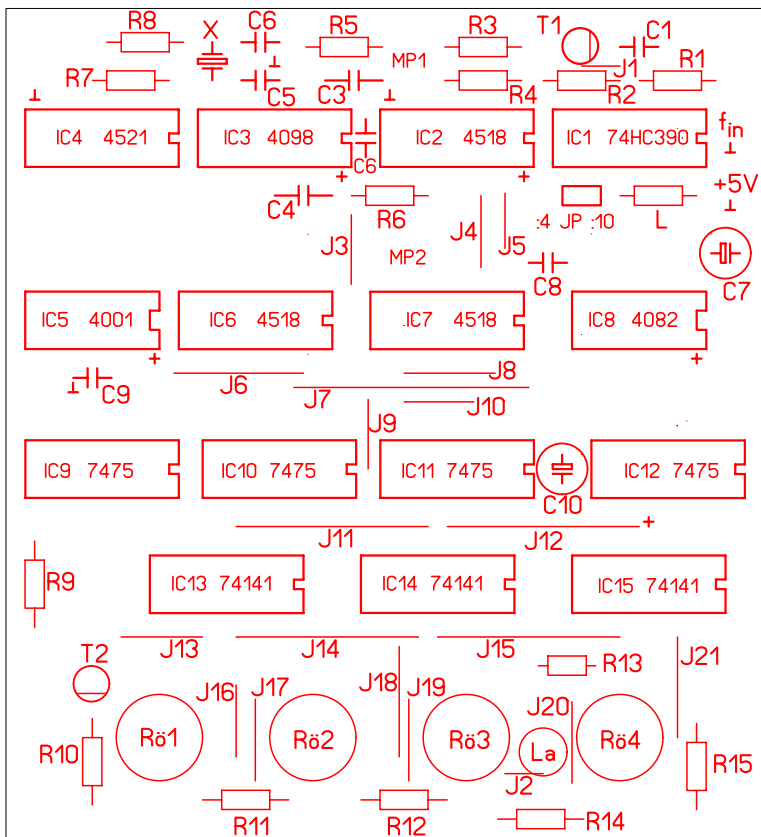 R8 X C6 R5 R3 T1 C1
MP1 J1 R1
R7 C5 C3 R4 R2
IC4 4521 IC3 4098 C6 IC2 4518 IC1 74HC390 fin
+ +
+5V
C4 R6 J3 J4 J5 :4 JP :10 L
MP2 C8 C7
IC5 4001 IC6 4518 IC7 4518 IC8 4082
+ +
C9 J6 J7 J8
J9 J10
IC9 7475 IC10 7475 IC11 7475 C10 IC12 7475
J11 J12 +
R9 IC13 74141 IC14 74141 IC15 74141
T2 J13 J14 J15 J21
J16 J17 J18 J19 R13
J20
R10 Rö1 Rö2 Rö3 La Rö4 R15
J2
R11 R12 R14